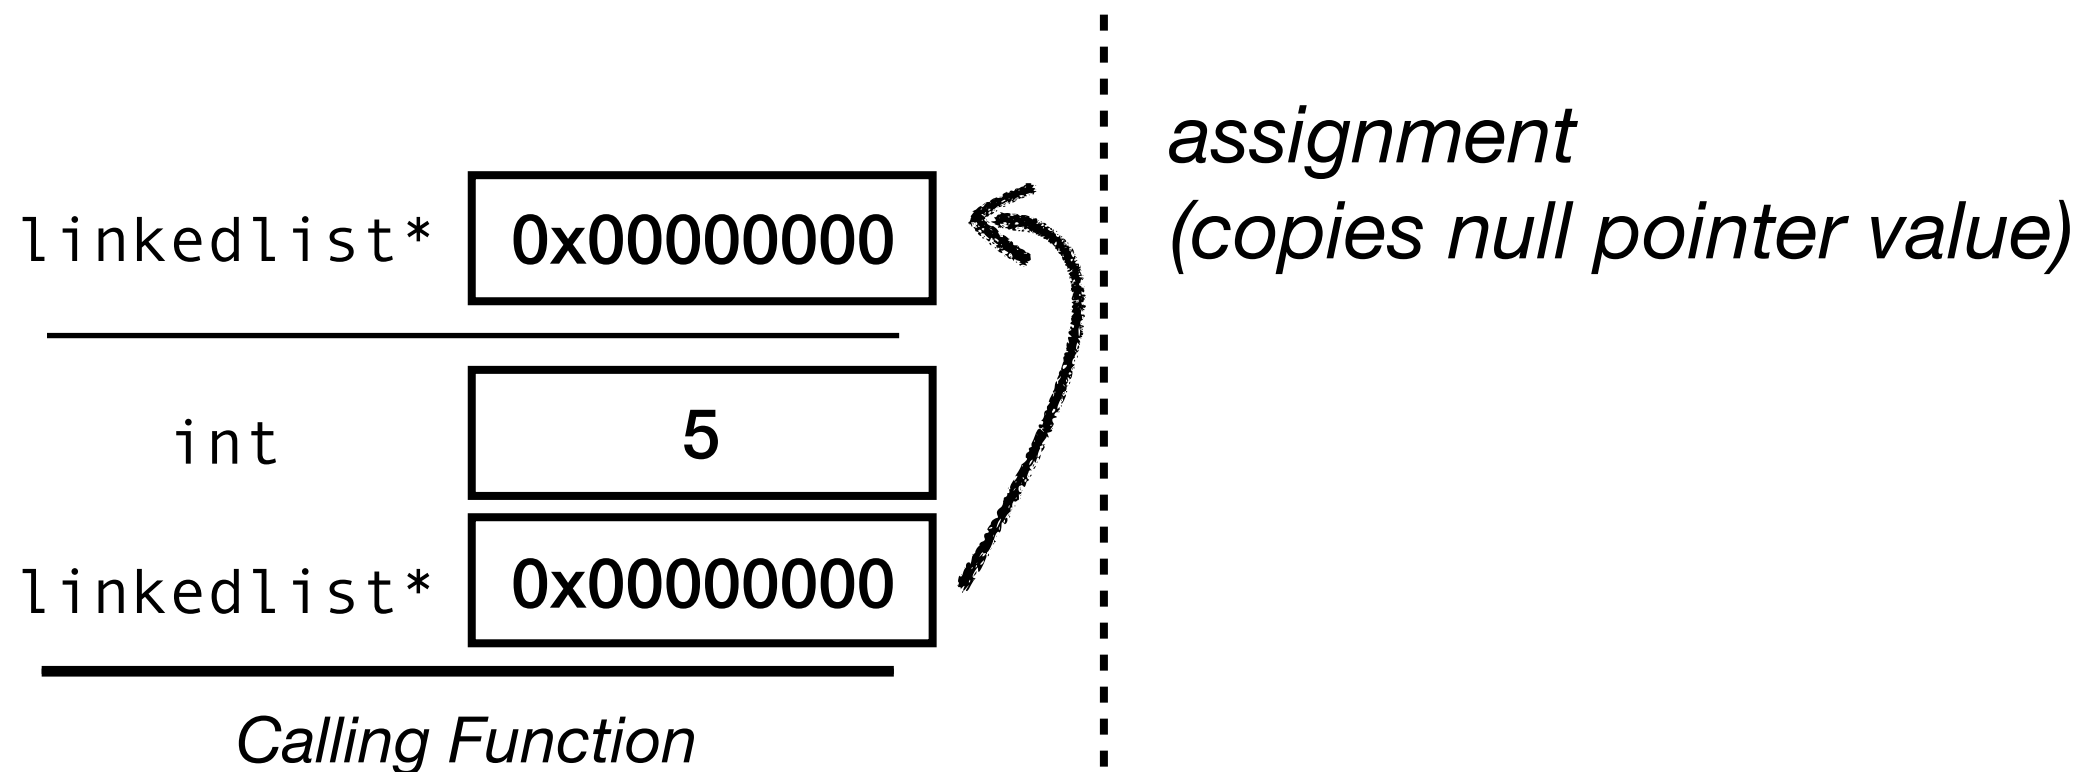 assignment
(copies null pointer value)
linkedlist* 0x00000000
int 5
linkedlist* 0x00000000
Calling Function